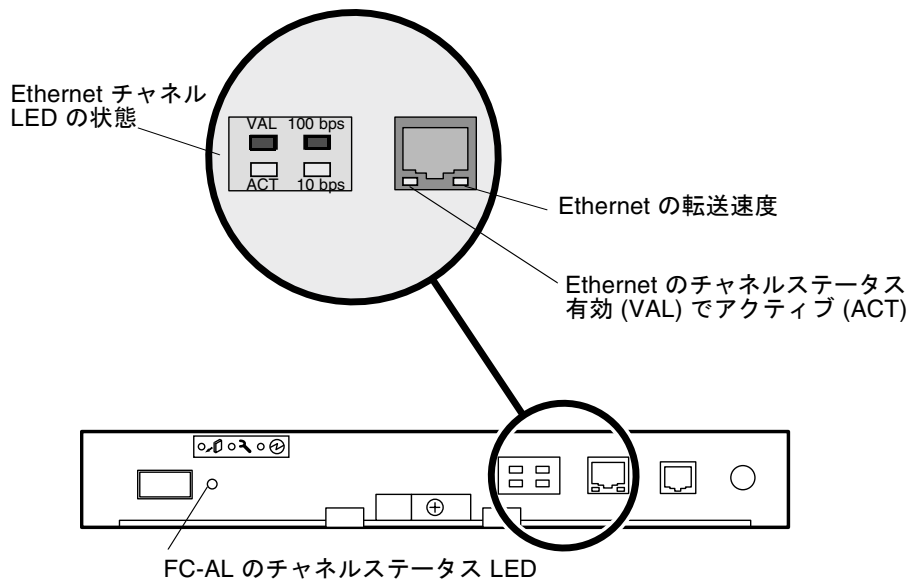 Ethernet チャネル
LED の状態
VAL 100 bps
ACT 10 bps
Ethernet の転送速度
Ethernet のチャネルステータス
有効 (VAL) でアクティブ (ACT)
FC-AL のチャネルステータス LED